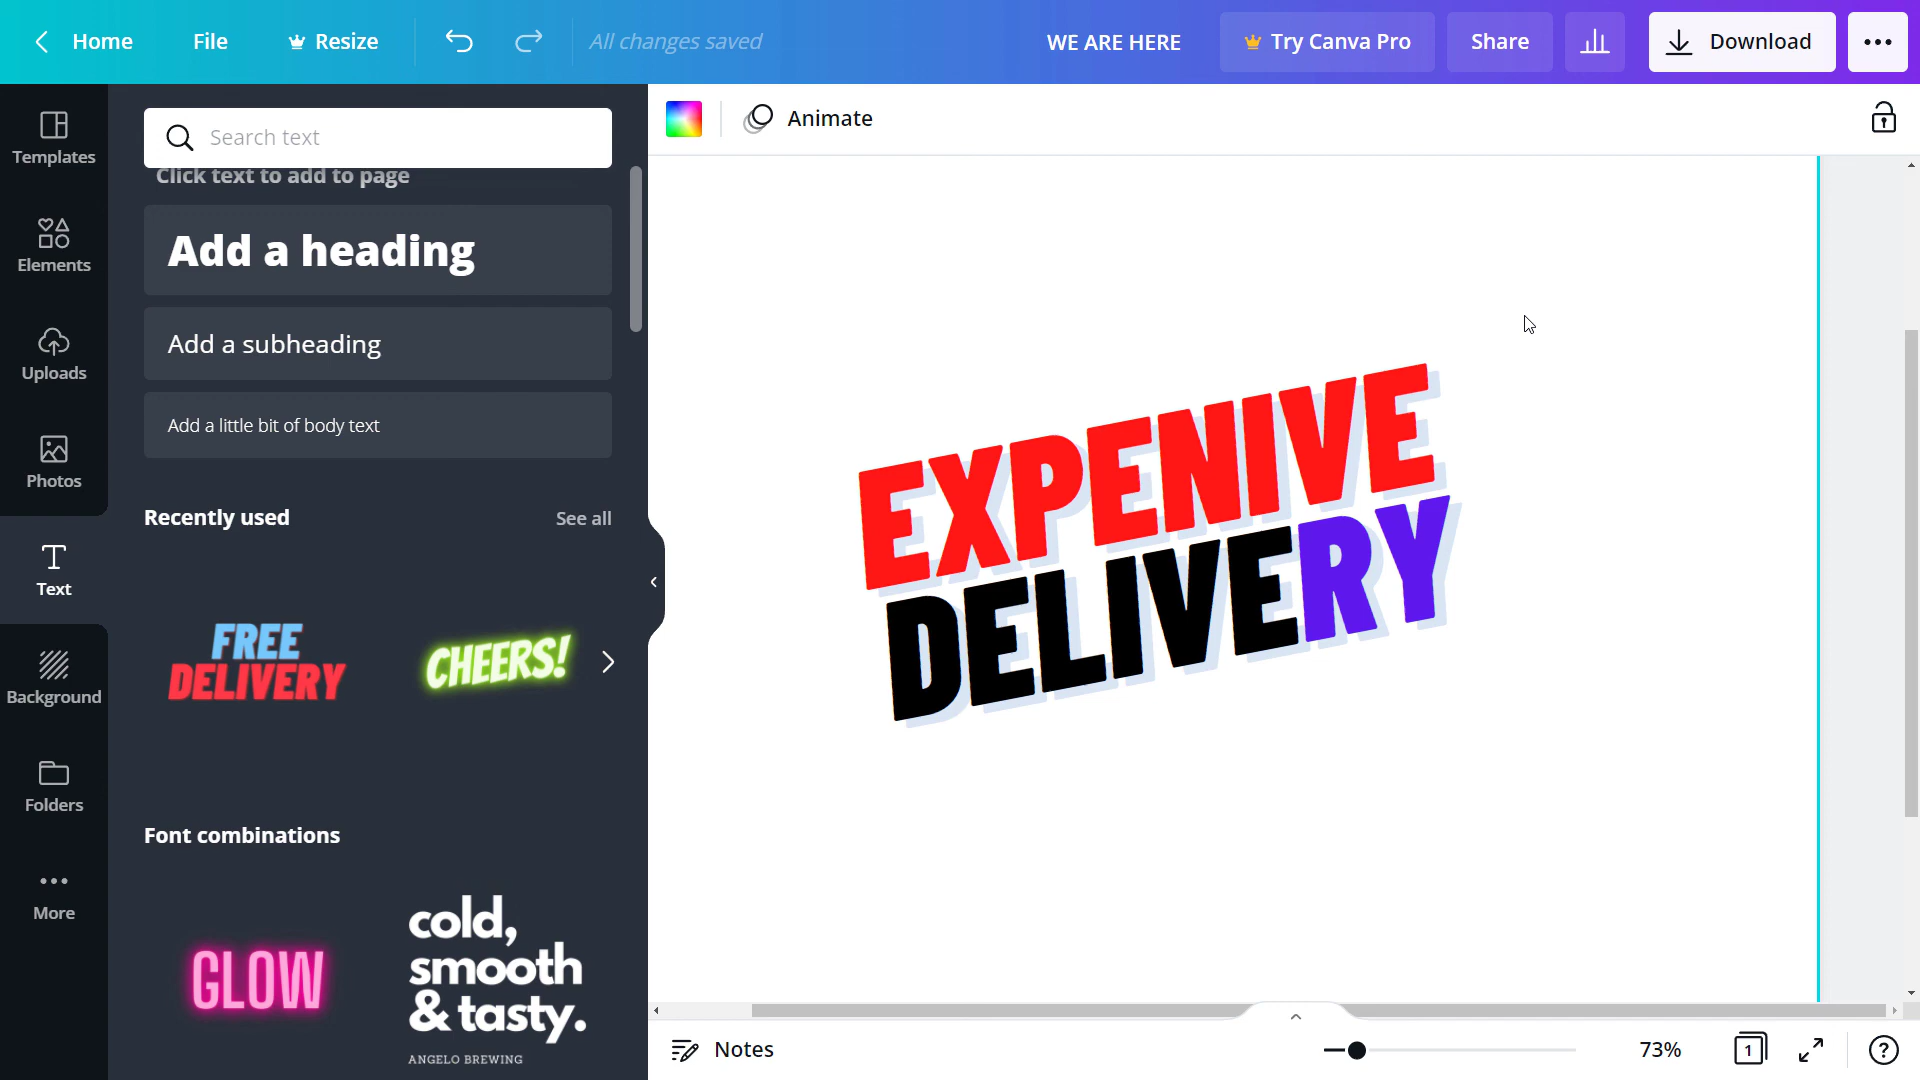 Home File Resize All changes saved WE ARE HERE Try Canva Pro Share Download
Templates
Elements
Uploads
Photos
Text
Background
Folders
More
Search text
Click text to add to page
Add a heading
Add a subheading
Add a little bit of body text
Recently used See all
FREE
DELIVERY
CHEERS!
Font combinations
GLOW
cold,
smooth
& tasty.
ANGELO BREWING
Animate
EXPENIVE
DELIVERY
Notes 73% 1 ?